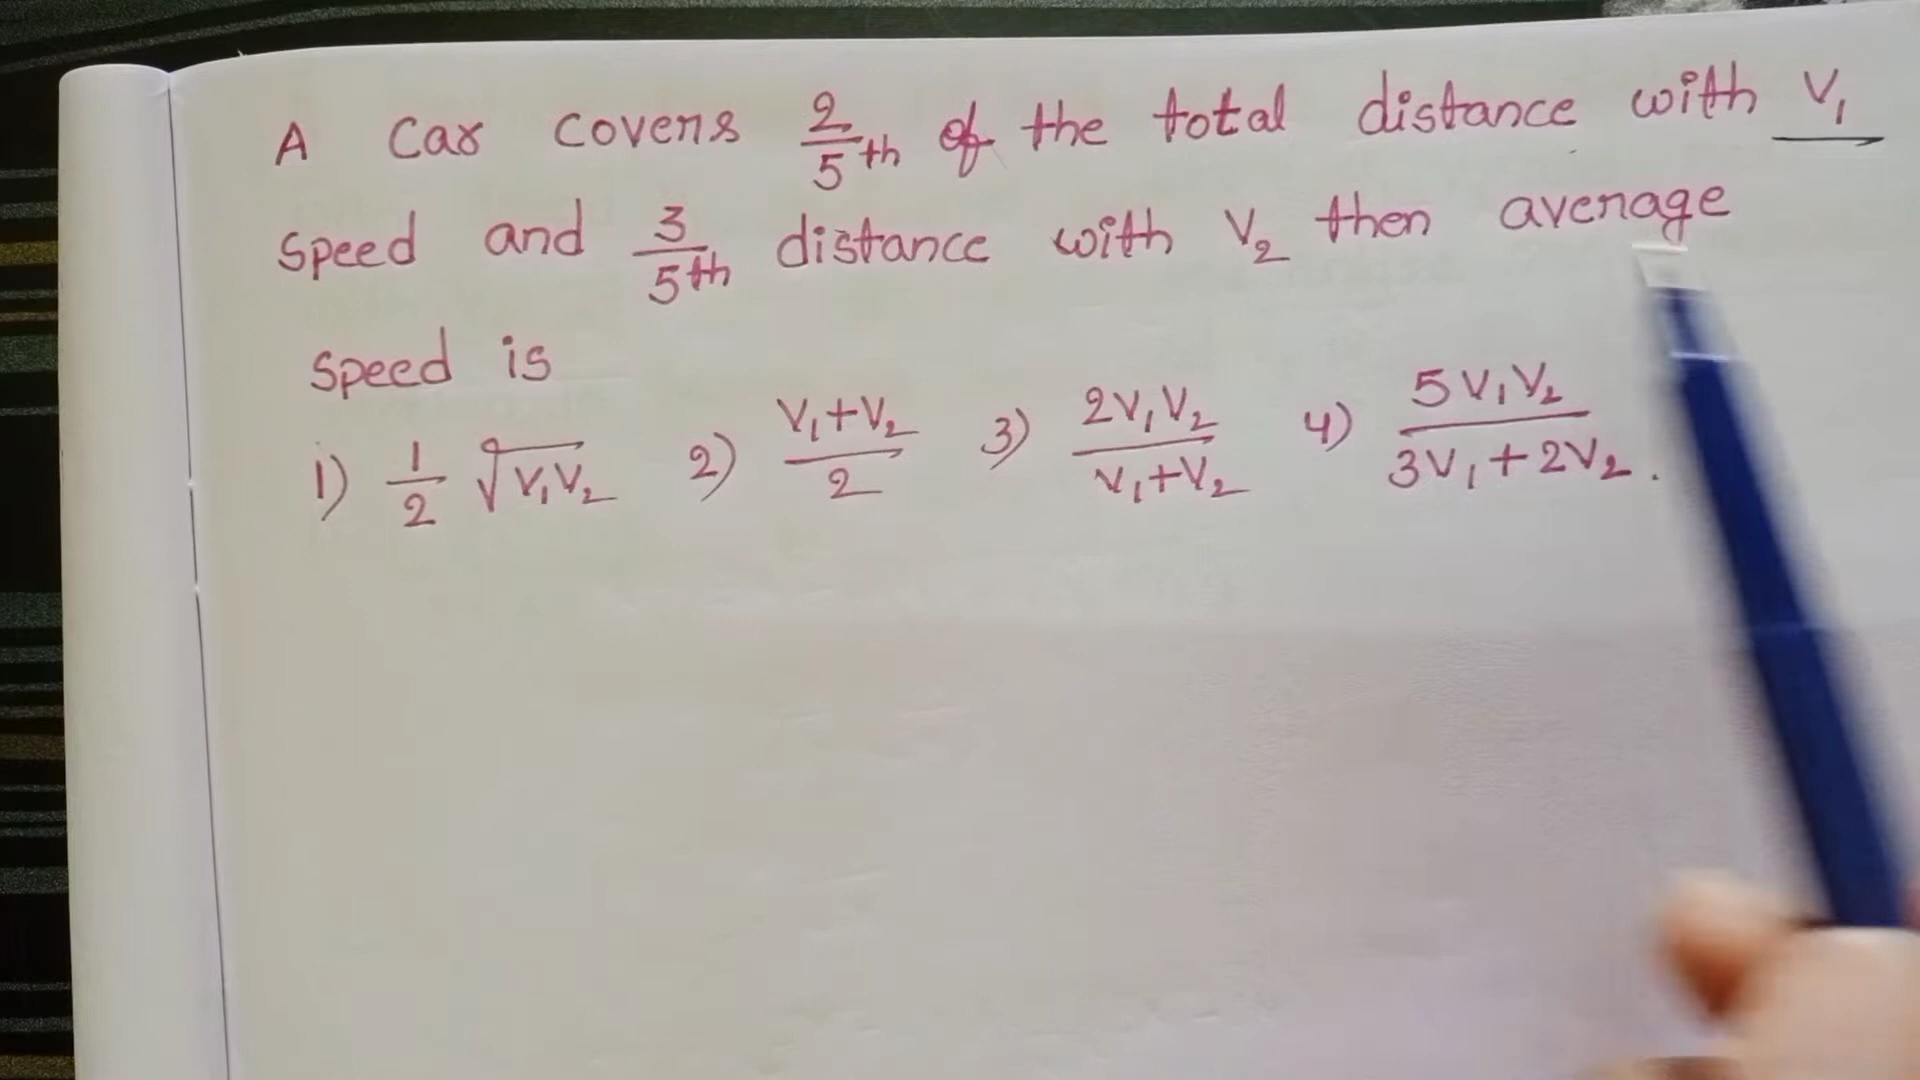 A Car covers 2/5th of the total distance with V₁
speed and 3/5th distance with V₂ then average
speed is
1) 1/2 √V₁V₂ 2) V₁+V₂/2 3) 2V₁V₂/V₁+V₂ 4) 5V₁V₂/3V₁+2V₂.